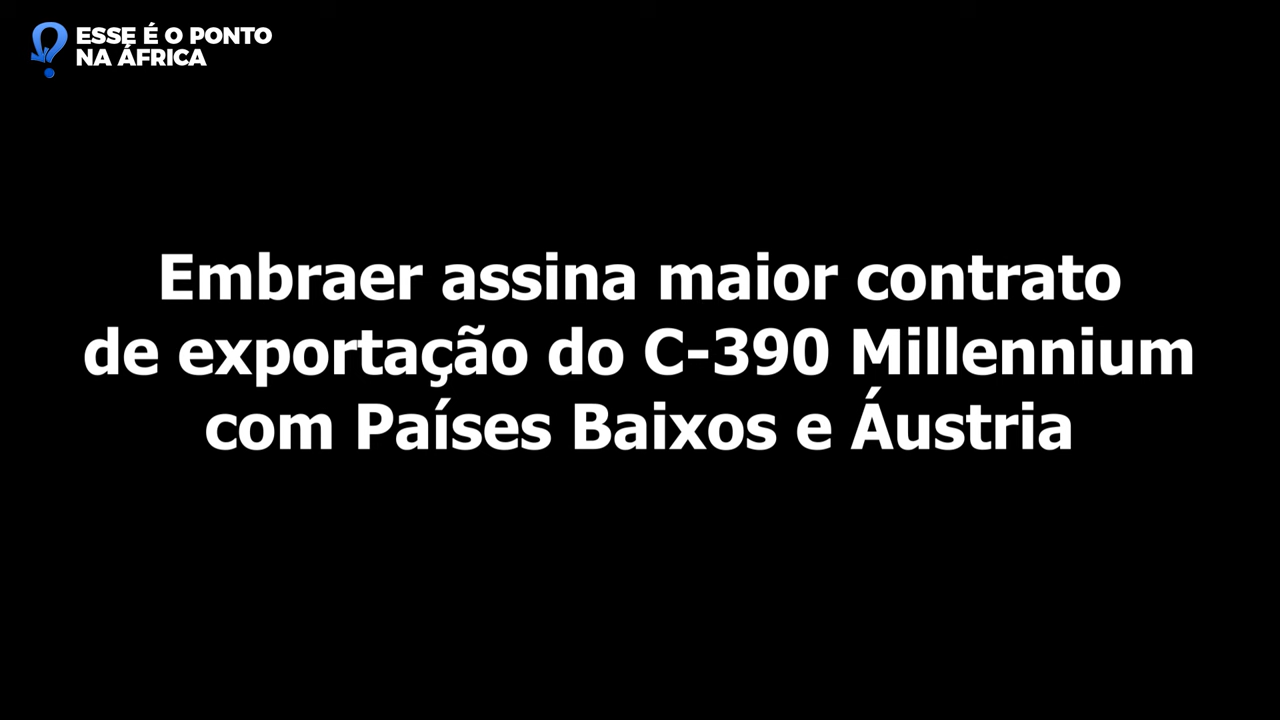 ESSE É O PONTO
NA ÁFRICA
Embraer assina maior contrato
de exportação do C-390 Millennium
com Países Baixos e Áustria